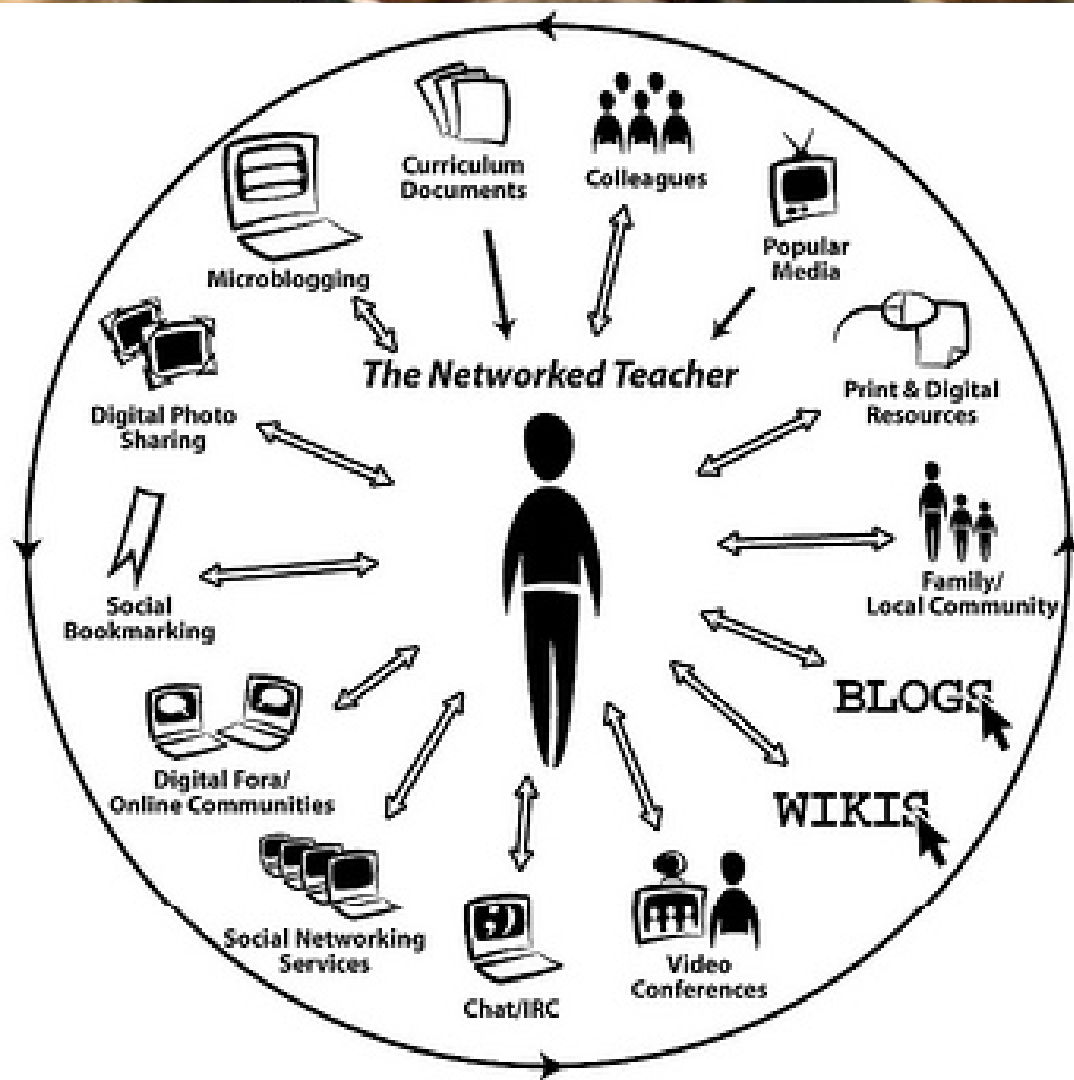 Curriculum
Documents
Colleagues
Popular
Media
Microblogging
The Networked Teacher
Print & Digital
Resources
Digital Photo
Sharing
Family/
Local Community
Social
Bookmarking
BLOGS
Digital Fora/
Online Communities
WIKIS
Social Networking
Services
Video
Conferences
Chat/IRC